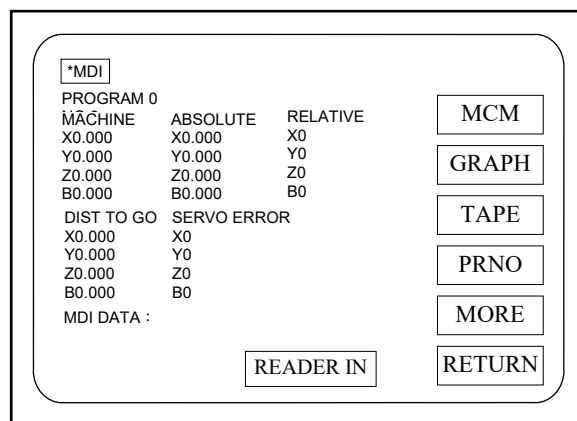 *MDI
PROGRAM 0
MACHINE ABSOLUTE RELATIVE
X0.000 X0.000 X0
Y0.000 Y0.000 Y0
Z0.000 Z0.000 Z0
B0.000 B0.000 B0
DIST TO GO SERVO ERROR
X0.000 X0
Y0.000 Y0
Z0.000 Z0
B0.000 B0
MDI DATA：
MCM
GRAPH
TAPE
PRNO
MORE
RETURN
READER IN